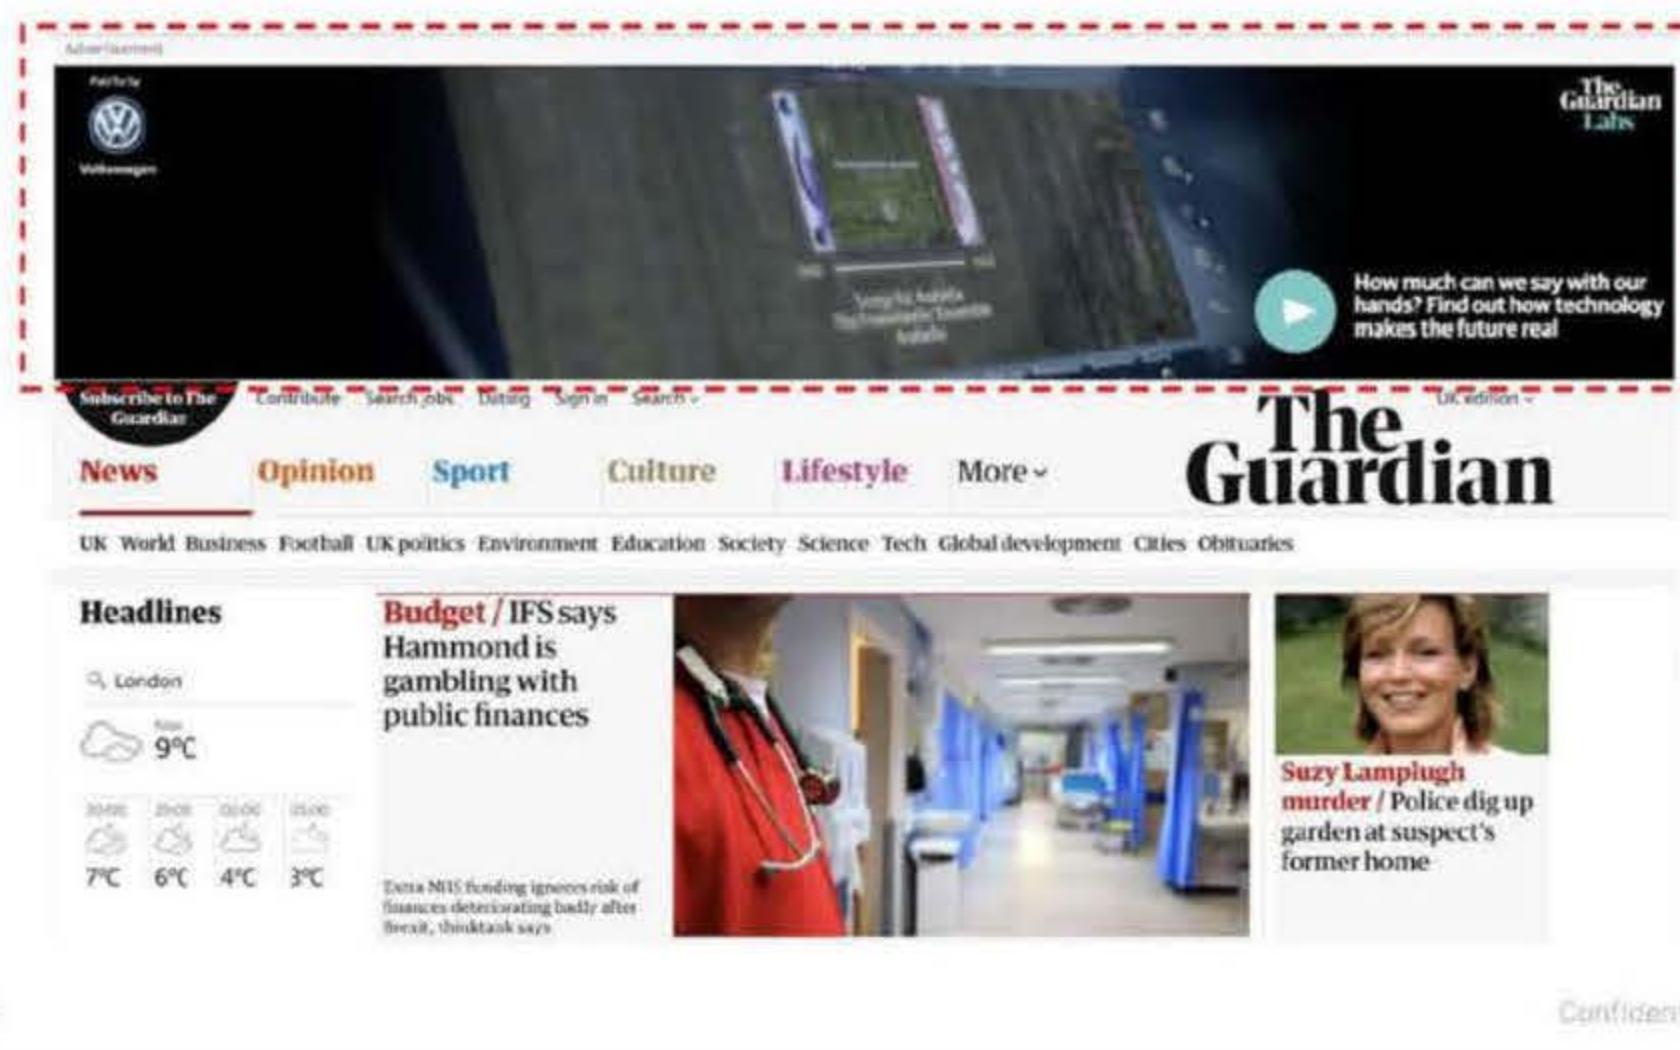 Advertisement
Paid for by
Volkswagen
The
Guardian
Labs
How much can we say with our
hands? Find out how technology
makes the future real
Subscribe to The
Guardian
Contribute Search jobs Dating Sign in Search
UK edition
The
Guardian
News Opinion Sport Culture Lifestyle More
UK World Business Football UK politics Environment Education Society Science Tech Global development Cities Obituaries
Headlines
London
Now
9°C
7°C 6°C 4°C 3°C
Budget / IFS says
Hammond is
gambling with
public finances
Extra NHS funding ignores risk of
finances deteriorating badly after
Brexit, thinktank says
Suzy Lamplugh
murder / Police dig up
garden at suspect's
former home
Confident